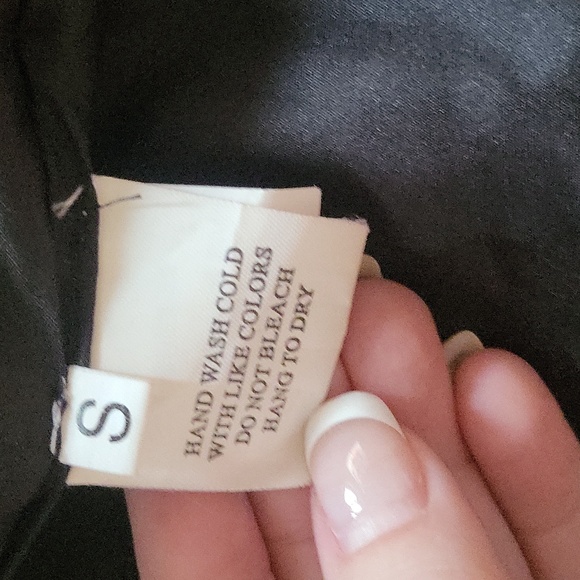 HAND WASH COLD
WITH LIKE COLORS
DO NOT BLEACH
HANG TO DRY
S